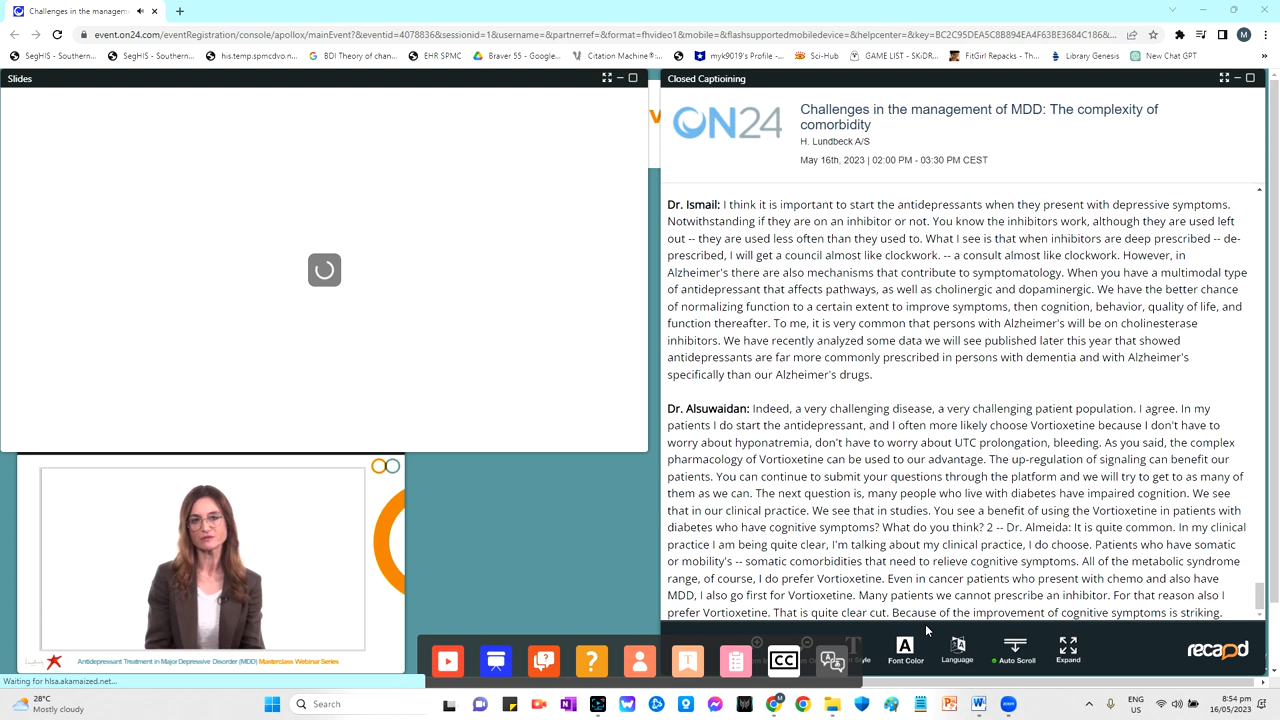 Challenges in the managem
event.on24.com/eventRegistration/console/apollox/mainEvent?&eventid=4078836&sessionid=1&username=&partnerref=&format=fhvideo1&mobile=&flashsupportedmobiledevice=&helpcenter=&key=BC2C95DEA5C8B894EA4F63BE3684C186&...
M
SegHIS - Southern...
SegHIS - Southern...
his.temp.spmcdvo.n...
BDI Theory of chan...
EHR SPMC
Braver 55 - Google...
Citation Machine®:...
myk9019's Profile
Sci-Hub
GAME LIST - SKiDR...
FitGirl Repacks - Th...
Library Genesis
New Chat GPT
»
Slides
Closed Captioining
ON24
Challenges in the management of MDD: The complexity of
comorbidity
H. Lundbeck A/S
May 16th, 2023 | 02:00 PM - 03:30 PM CEST
Dr. Ismail: I think it is important to start the antidepressants when they present with depressive symptoms.
Notwithstanding if they are on an inhibitor or not. You know the inhibitors work, although they are used left
out -- they are used less often than they used to. What I see is that when inhibitors are deep prescribed -- de-
prescribed, I will get a council almost like clockwork. -- a consult almost like clockwork. However, in
Alzheimer's there are also mechanisms that contribute to symptomatology. When you have a multimodal type
of antidepressant that affects pathways, as well as cholinergic and dopaminergic. We have the better chance
of normalizing function to a certain extent to improve symptoms, then cognition, behavior, quality of life, and
function thereafter. To me, it is very common that persons with Alzheimer's will be on cholinesterase
inhibitors. We have recently analyzed some data we will see published later this year that showed
antidepressants are far more commonly prescribed in persons with dementia and with Alzheimer's
specifically than our Alzheimer's drugs.
Dr. Alsuwaidan: Indeed, a very challenging disease, a very challenging patient population. I agree. In my
patients I do start the antidepressant, and I often more likely choose Vortioxetine because I don't have to
worry about hyponatremia, don't have to worry about UTC prolongation, bleeding. As you said, the complex
pharmacology of Vortioxetine can be used to our advantage. The up-regulation of signaling can benefit our
patients. You can continue to submit your questions through the platform and we will try to get to as many of
them as we can. The next question is, many people who live with diabetes have impaired cognition. We see
that in our clinical practice. We see that in studies. You see a benefit of using the Vortioxetine in patients with
diabetes who have cognitive symptoms? What do you think? 2 -- Dr. Almeida: It is quite common. In my clinical
practice I am being quite clear, I'm talking about my clinical practice, I do choose. Patients who have somatic
or mobility's -- somatic comorbidities that need to relieve cognitive symptoms. All of the metabolic syndrome
range, of course, I do prefer Vortioxetine. Even in cancer patients who present with chemo and also have
MDD, I also go first for Vortioxetine. Many patients we cannot prescribe an inhibitor. For that reason also I
prefer Vortioxetine. That is quite clear cut. Because of the improvement of cognitive symptoms is striking.
Antidepressant Treatment in Major Depressive Disorder (MDD) Masterclass Webinar Series
CC
Font Color
Language
Auto Scroll
Expand
recapd
Waiting for hlsa.akamaized.net...
28°C
Mostly cloudy
Search
ENG
US
8:54 pm
16/05/2023